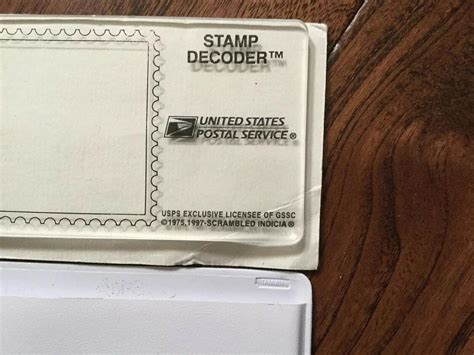 STAMP
DECODER™
UNITED STATES
POSTAL SERVICE®
USPS EXCLUSIVE LICENSEE OF GSSC
©1975,1997-SCRAMBLED INDICIA®